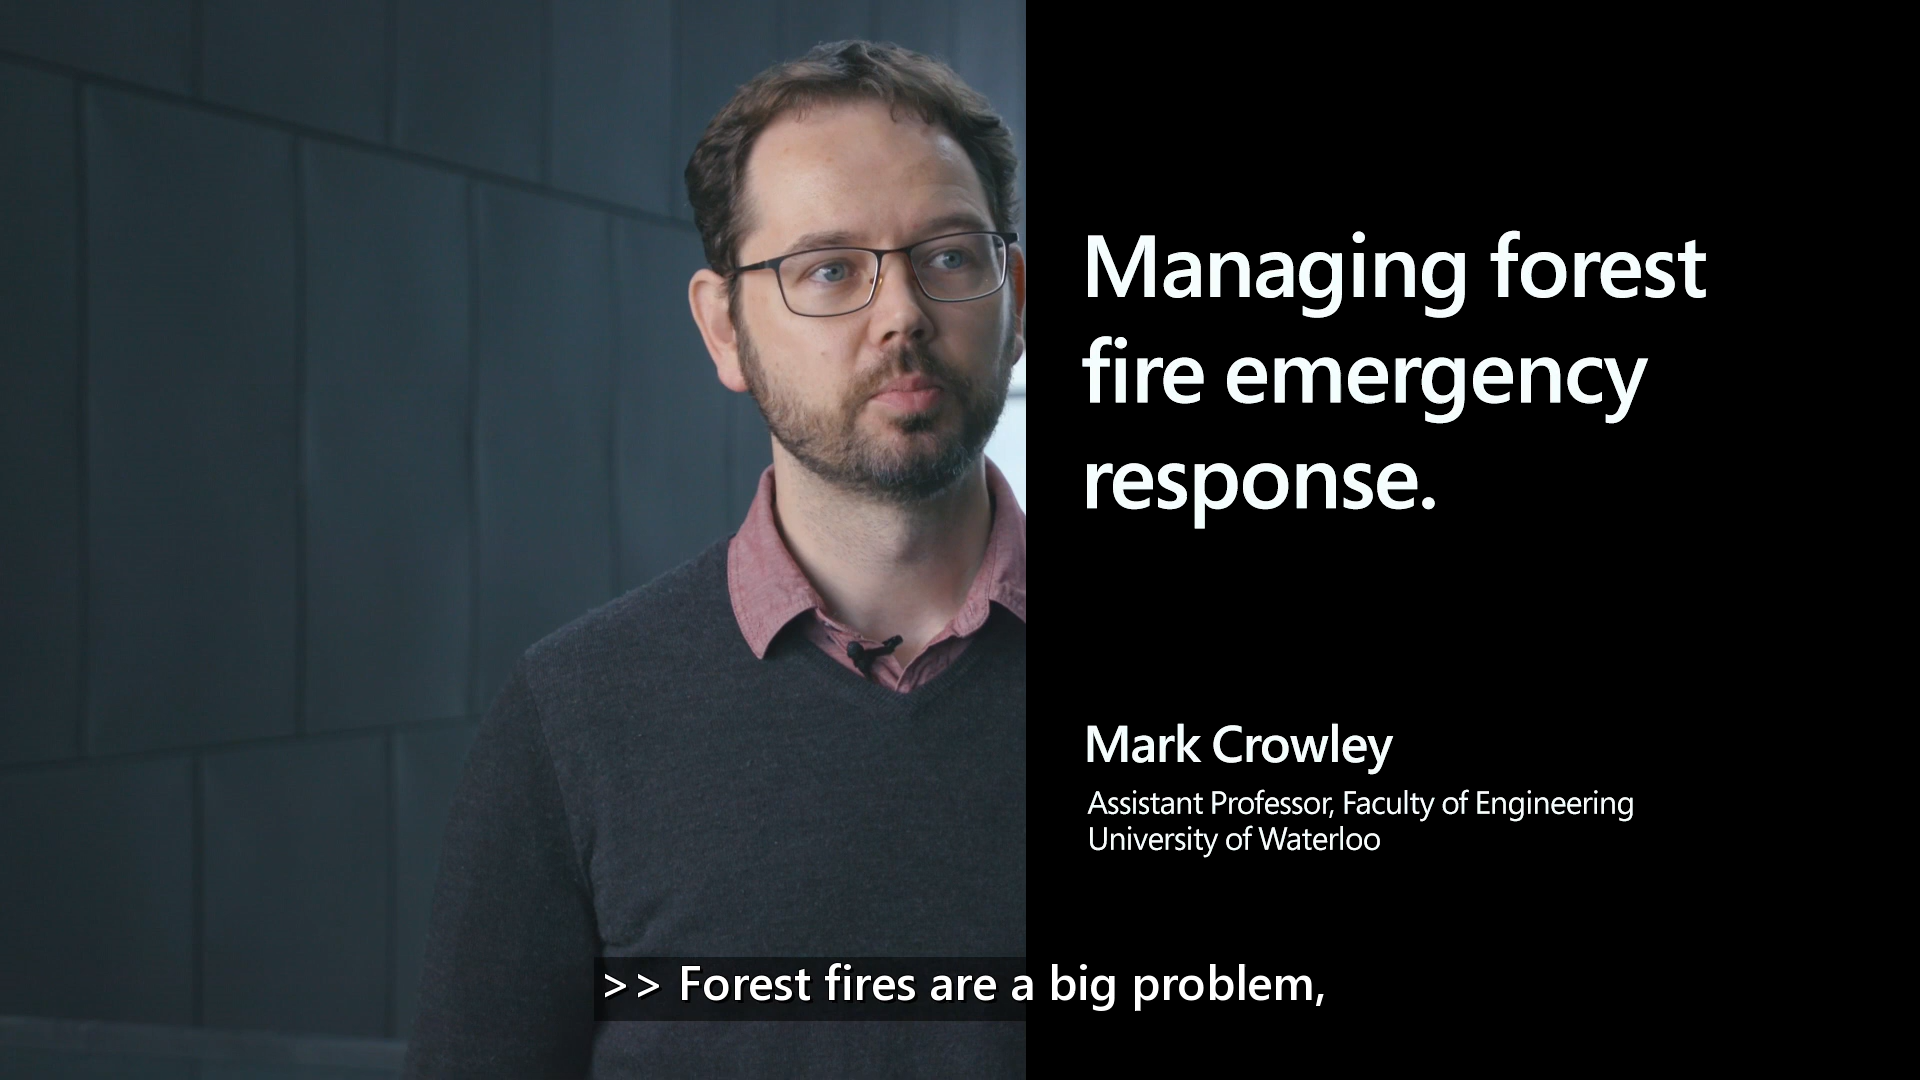 Managing forest
fire emergency
response.
Mark Crowley
Assistant Professor, Faculty of Engineering
University of Waterloo
>> Forest fires are a big problem,